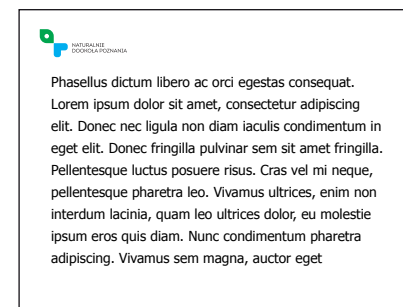 NATURALNIE
DOOKOŁA POZNANIA
Phasellus dictum libero ac orci egestas consequat.
Lorem ipsum dolor sit amet, consectetur adipiscing
elit. Donec nec ligula non diam iaculis condimentum in
eget elit. Donec fringilla pulvinar sem sit amet fringilla.
Pellentesque luctus posuere risus. Cras vel mi neque,
pellentesque pharetra leo. Vivamus ultrices, enim non
interdum lacinia, quam leo ultrices dolor, eu molestie
ipsum eros quis diam. Nunc condimentum pharetra
adipiscing. Vivamus sem magna, auctor eget